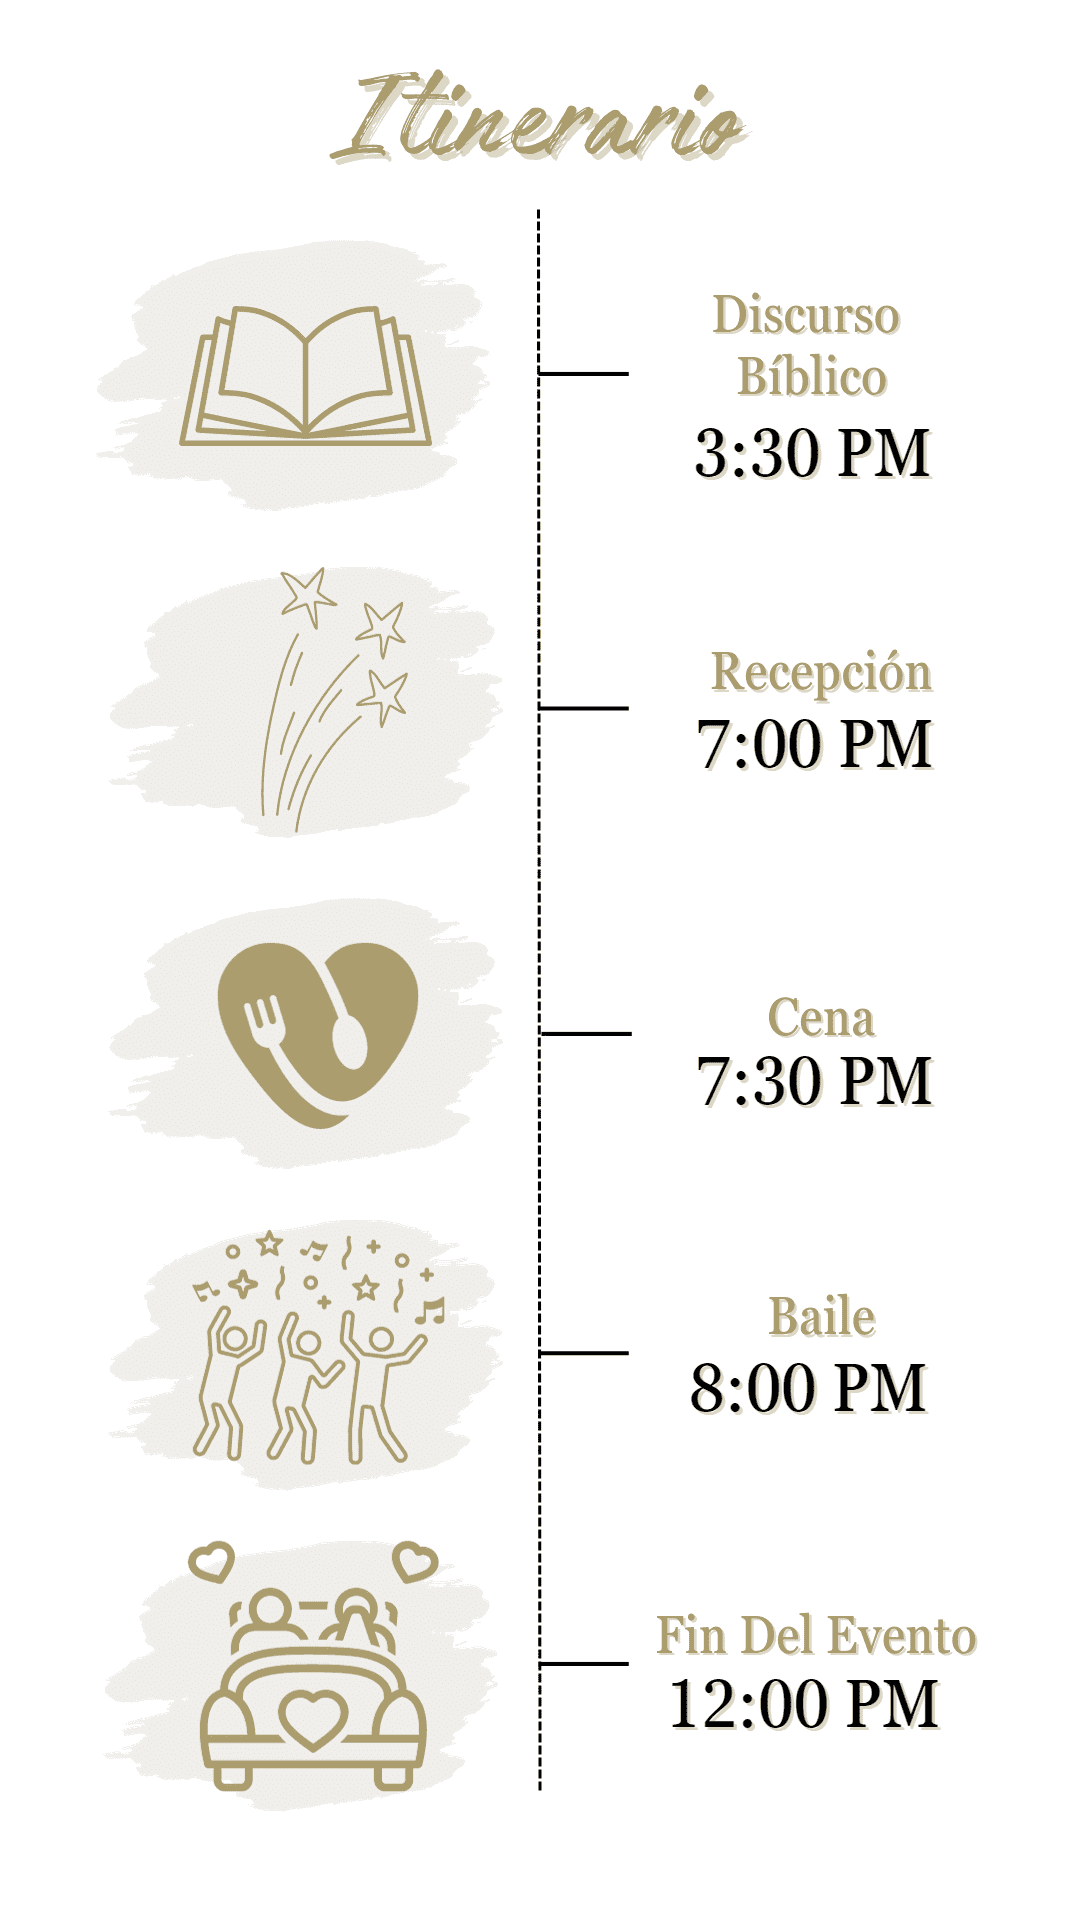 Itinerario
Discurso
Bíblico
3:30 PM
Recepción
7:00 PM
Cena
7:30 PM
Baile
8:00 PM
Fin Del Evento
12:00 PM